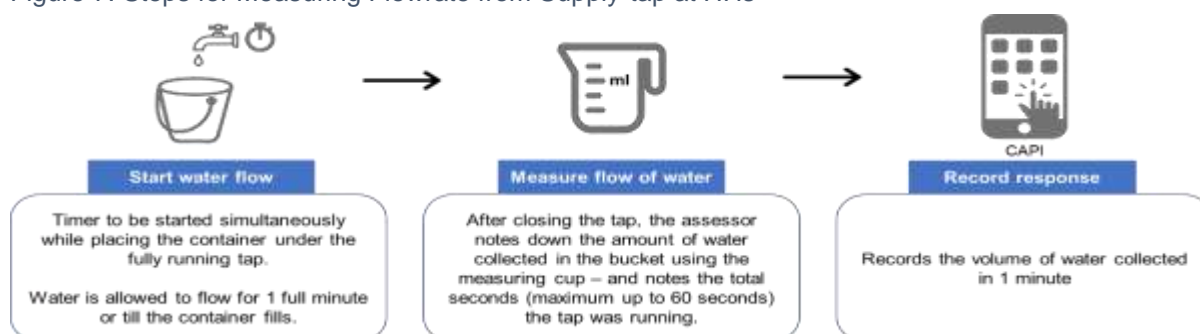 Figure Steps for Measuring Flowrate from Supply tap at HHs
ml
CAPI
Start water flow
Timer to be started simultaneously
while placing the container under the
fully running tap.
Water is allowed to flow for 1 full minute
or till the container fills.
Measure flow of water
After closing the tap, the assessor
notes down the amount of water
collected in the bucket using the
measuring cup – and notes the total
seconds (maximum up to 60 seconds)
the tap was running.
Record response
Records the volume of water collected
in 1 minute